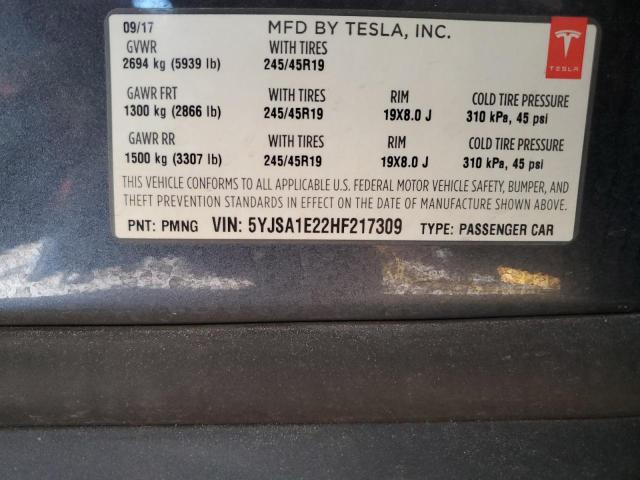 09/17 MFD BY TESLA, INC.
GVWR WITH TIRES
2694 kg (5939 lb) 245/45R19
TESLA
GAWR FRT WITH TIRES RIM COLD TIRE PRESSURE
1300 kg (2866 lb) 245/45R19 19X8.0 J 310 kPa, 45 psi
GAWR RR WITH TIRES RIM COLD TIRE PRESSURE
1500 kg (3307 lb) 245/45R19 19X8.0 J 310 kPa, 45 psi
THIS VEHICLE CONFORMS TO ALL APPLICABLE U.S. FEDERAL MOTOR VEHICLE SAFETY, BUMPER, AND
THEFT PREVENTION STANDARDS IN EFFECT ON THE DATE OF MANUFACTURE SHOWN ABOVE.
PNT: PMNG VIN: 5YJSA1E22HF217309 TYPE: PASSENGER CAR